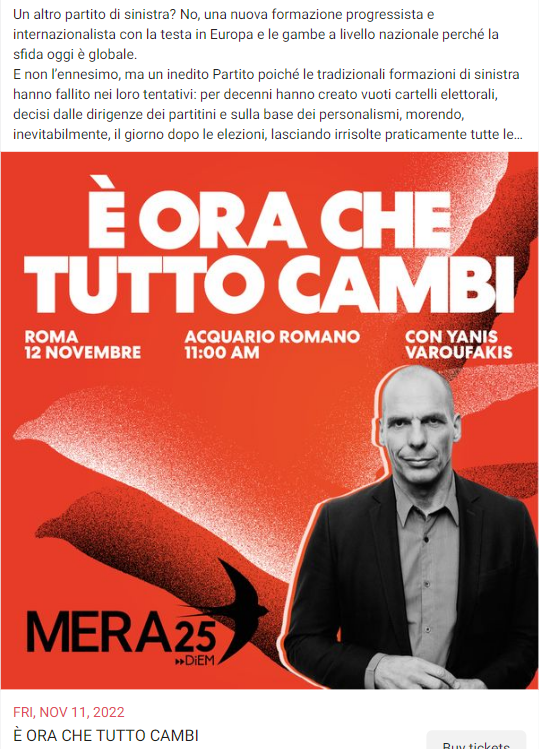 Un altro partito di sinistra? No, una nuova formazione progressista e
internazionalista con la testa in Europa e le gambe a livello nazionale perché la
sfida oggi è globale.
E non l’ennesimo, ma un inedito Partito poiché le tradizionali formazioni di sinistra
hanno fallito nei loro tentativi: per decenni hanno creato vuoti cartelli elettorali,
decisi dalle dirigenze dei partitini e sulla base dei personalismi, morendo,
inevitabilmente, il giorno dopo le elezioni, lasciando irrisolte praticamente tutte le…
È ORA CHE
TUTTO CAMBI
ROMA
12 NOVEMBRE
ACQUARIO ROMANO
11:00 AM
CON YANIS
VAROUFAKIS
MERA25
▸▸DiEM
FRI, NOV 11, 2022
È ORA CHE TUTTO CAMBI
Buy tickets